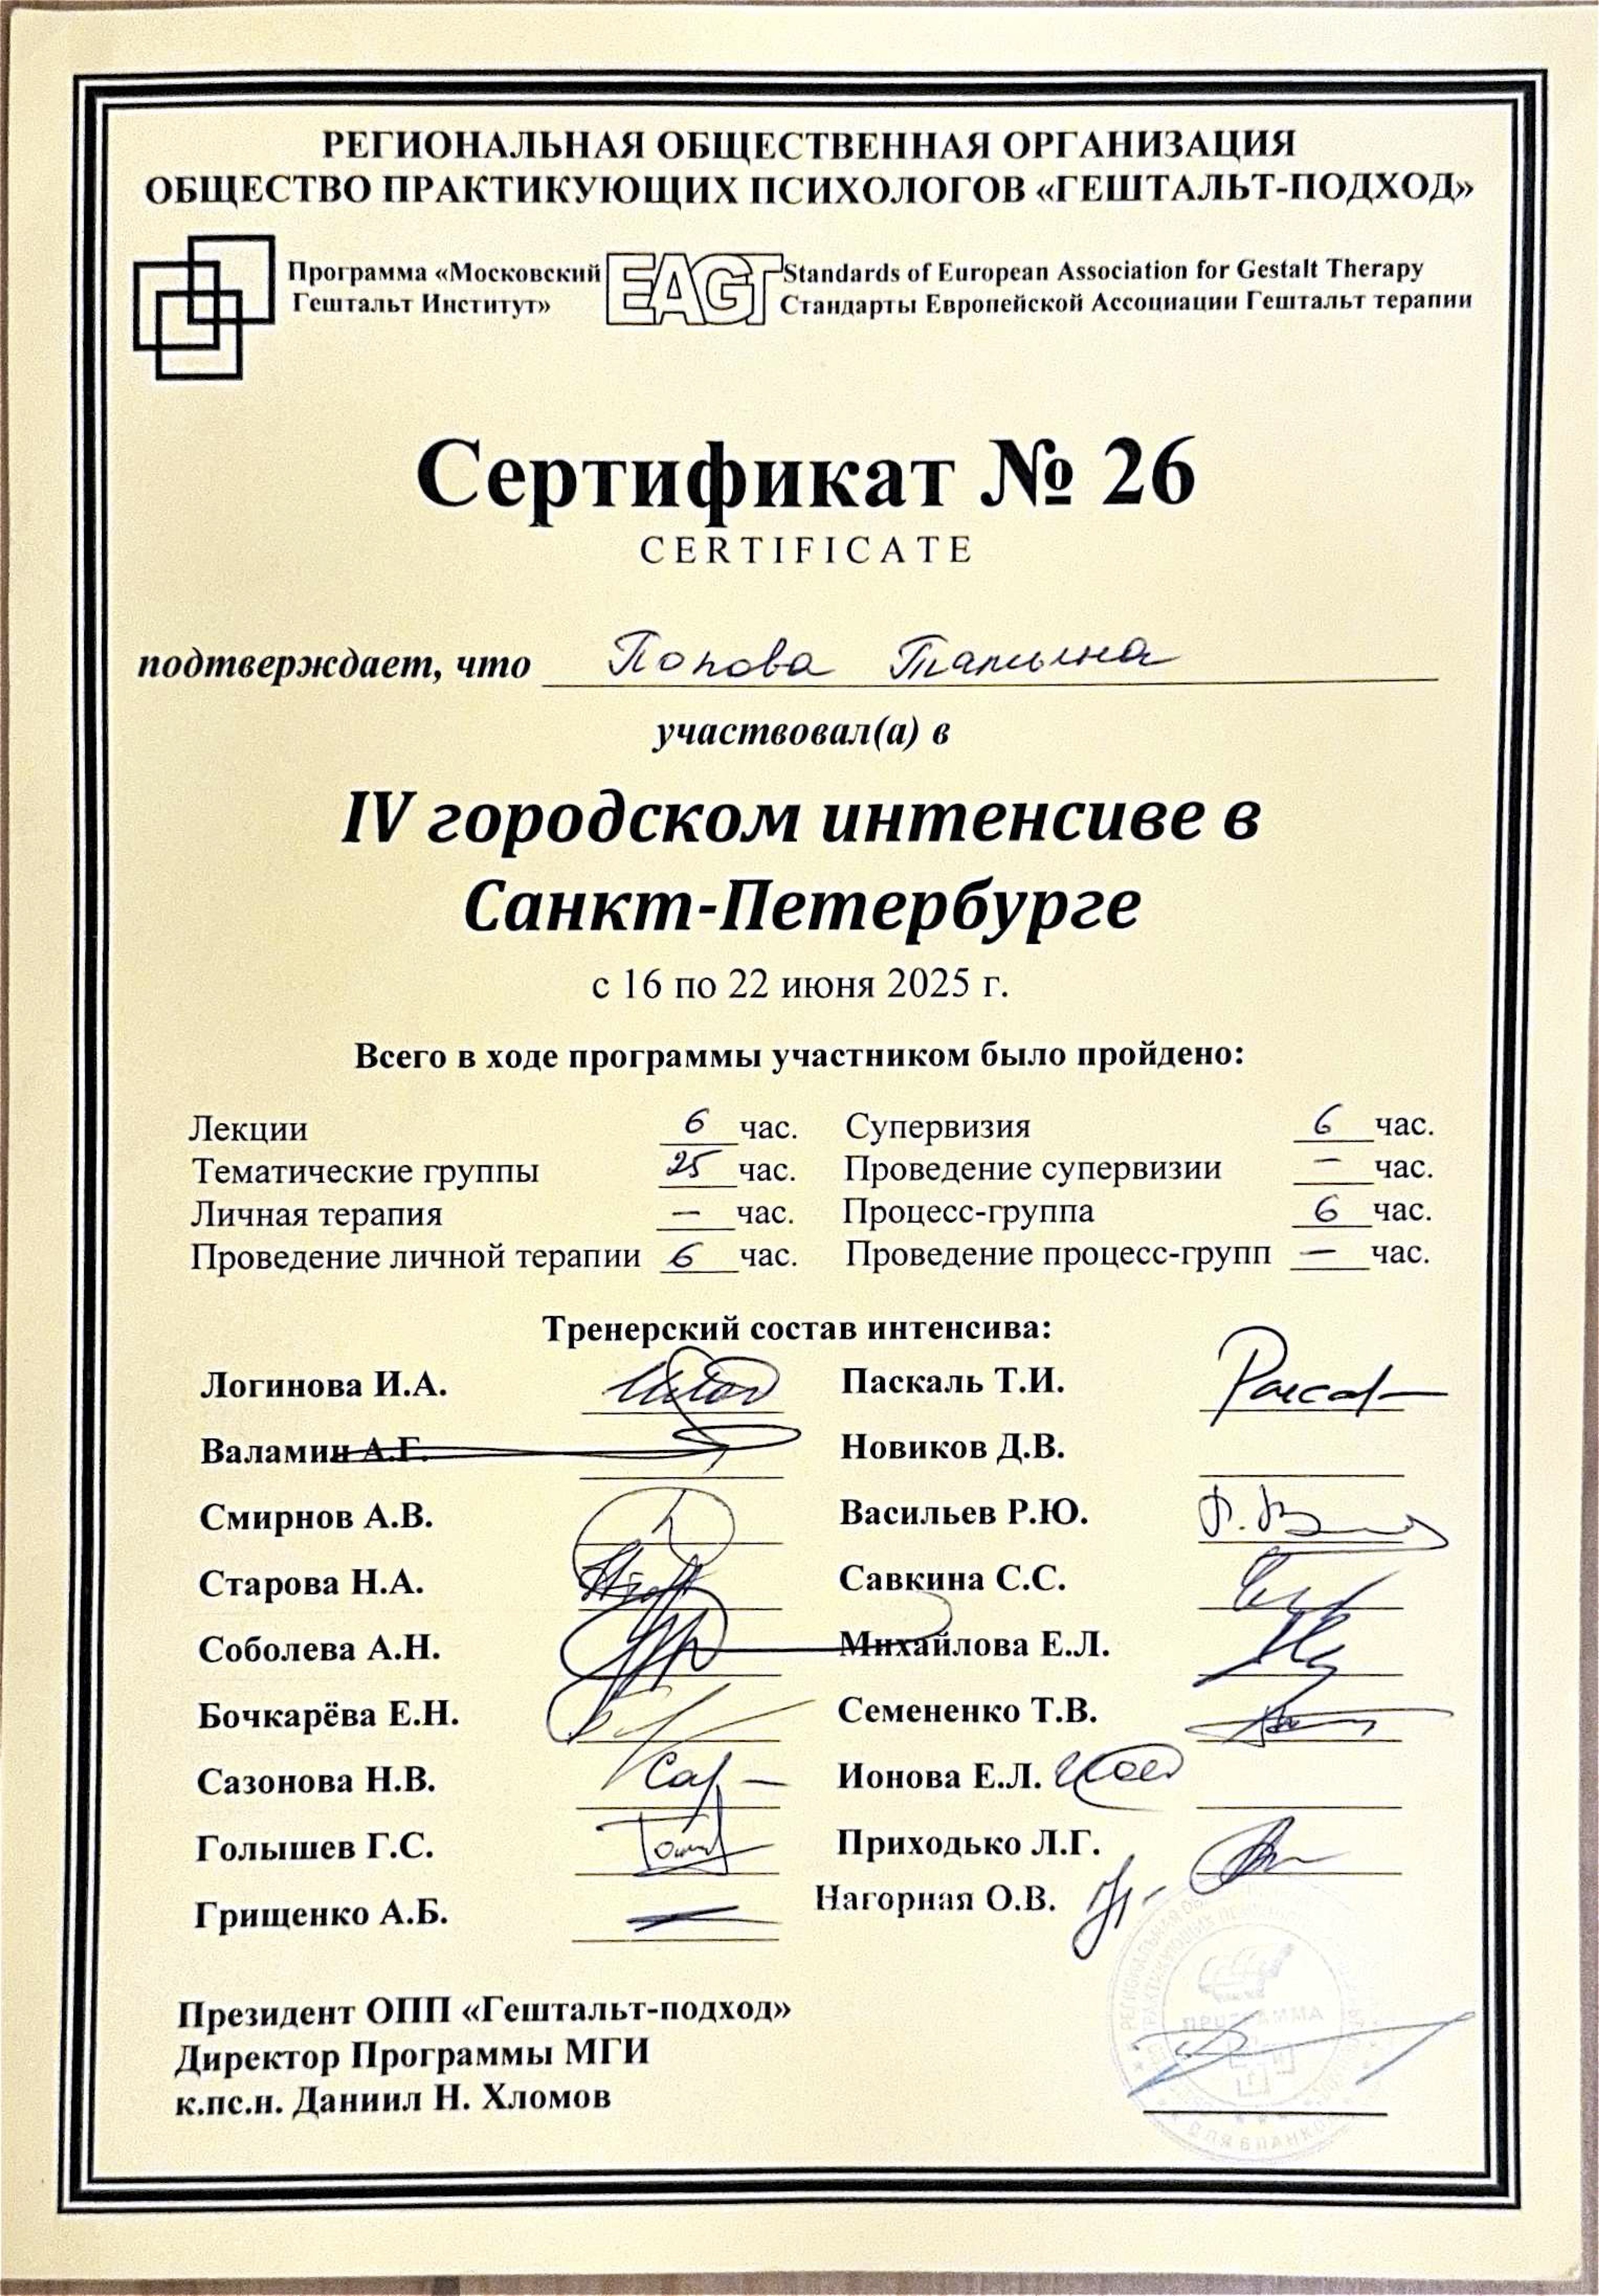 РЕГИОНАЛЬНАЯ ОБЩЕСТВЕННАЯ ОРГАНИЗАЦИЯ
ОБЩЕСТВО ПРАКТИКУЮЩИХ ПСИХОЛОГОВ «ГЕШТАЛЬТ-ПОДХОД»
Программа «Московский
Гештальт Институт»
EAGT
Standards of European Association for Gestalt Therapy
Стандарты Европейской Ассоциации Гештальт терапии
Сертификат № 26
CERTIFICATE
подтверждает, что Попова Татьяна
участвовал(а) в
IV городском интенсиве в
Санкт-Петербурге
с 16 по 22 июня 2025 г.
Всего в ходе программы участником было пройдено:
Лекции 6 час. Супервизия 6 час.
Тематические группы 25 час. Проведение супервизии — час.
Личная терапия — час. Процесс-группа 6 час.
Проведение личной терапии 6 час. Проведение процесс-групп — час.
Тренерский состав интенсива:
Логинова И.А. Паскаль Т.И.
Валамин А.Г. Новиков Д.В.
Смирнов А.В. Васильев Р.Ю.
Старова Н.А. Савкина С.С.
Соболева А.Н. Михайлова Е.Л.
Бочкарёва Е.Н. Семененко Т.В.
Сазонова Н.В. Ионова Е.Л.
Голышев Г.С. Приходько Л.Г.
Грищенко А.Б. Нагорная О.В.
Президент ОПП «Гештальт-подход»
Директор Программы МГИ
к.пс.н. Даниил Н. Хломов
ПРОГРАММА
ДЛЯ БЛАНКОВ